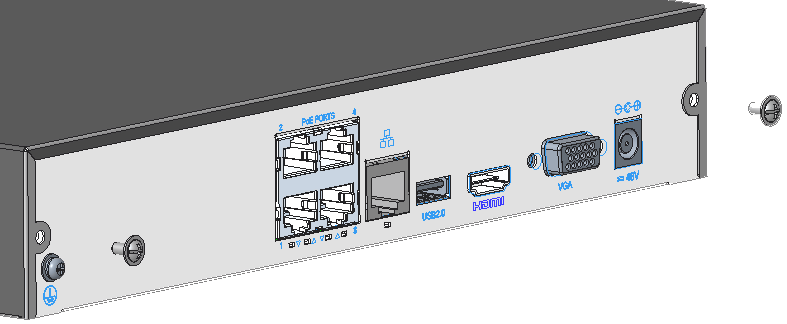 2 PoE PORTS 4
1 3
USB2.0
HDMI
VGA
48V